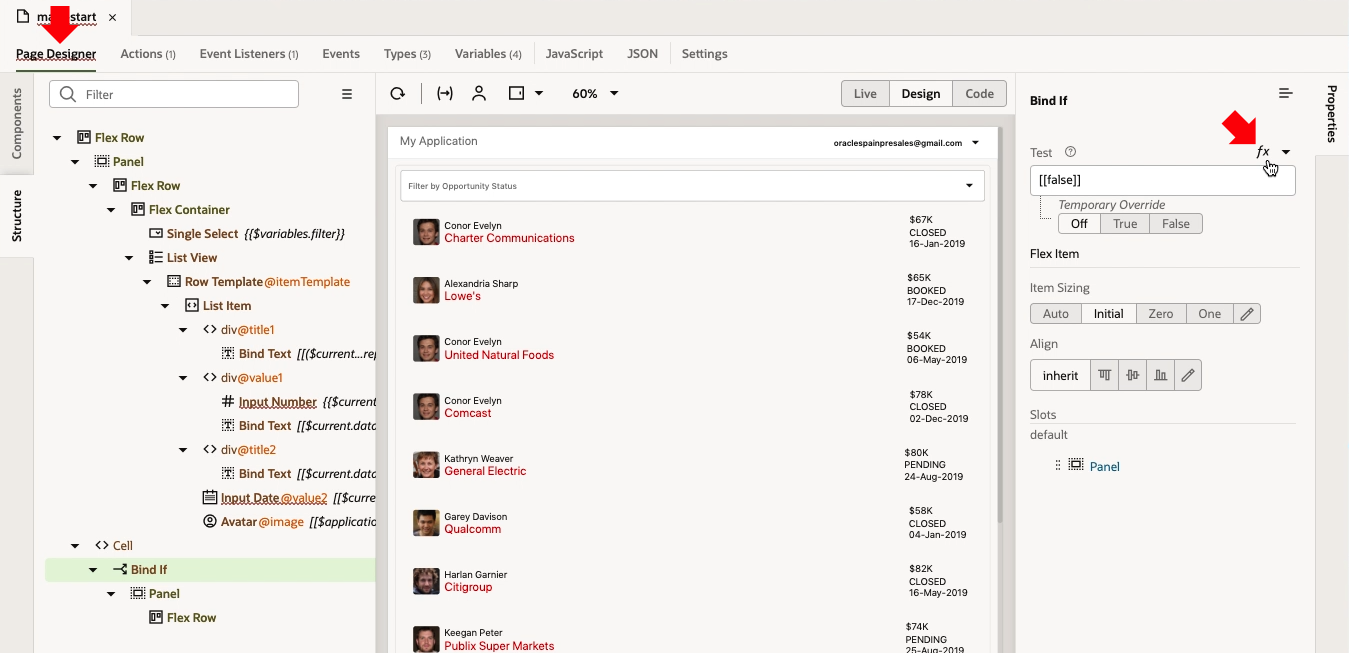 start ×
Page Designer Actions (1) Event Listeners (1) Events Types (3) Variables (4) JavaScript JSON Settings
Components
Structure
Filter
60%
Live Design Code
Flex Row
Panel
Flex Row
Flex Container
Single Select {{$variables.filter}}
List View
Row Template@itemTemplate
List Item
div@title1
Bind Text [[($current...rep
div@value1
Input Number {{$current
Bind Text [[$current.data
div@title2
Bind Text [[$current.data
Input Date@value2 [[$curre
Avatar@image [[$applicatio
Cell
Bind If
Panel
Flex Row
My Application
oraclespainpresales@gmail.com
Filter by Opportunity Status
Conor Evelyn
Charter Communications
$67K
CLOSED
16-Jan-2019
Alexandria Sharp
Lowe's
$65K
BOOKED
17-Dec-2019
Conor Evelyn
United Natural Foods
$54K
BOOKED
06-May-2019
Conor Evelyn
Comcast
$78K
CLOSED
02-Dec-2019
Kathryn Weaver
General Electric
$80K
PENDING
24-Aug-2019
Garey Davison
Qualcomm
$58K
CLOSED
04-Jan-2019
Harlan Garnier
Citigroup
$82K
CLOSED
16-May-2019
Keegan Peter
Publix Super Markets
$74K
PENDING
25-Aug-2019
Bind If
Test
fx
[[false]]
Temporary Override
Off True False
Flex Item
Item Sizing
Auto Initial Zero One
Align
inherit
Slots
default
Panel
Properties